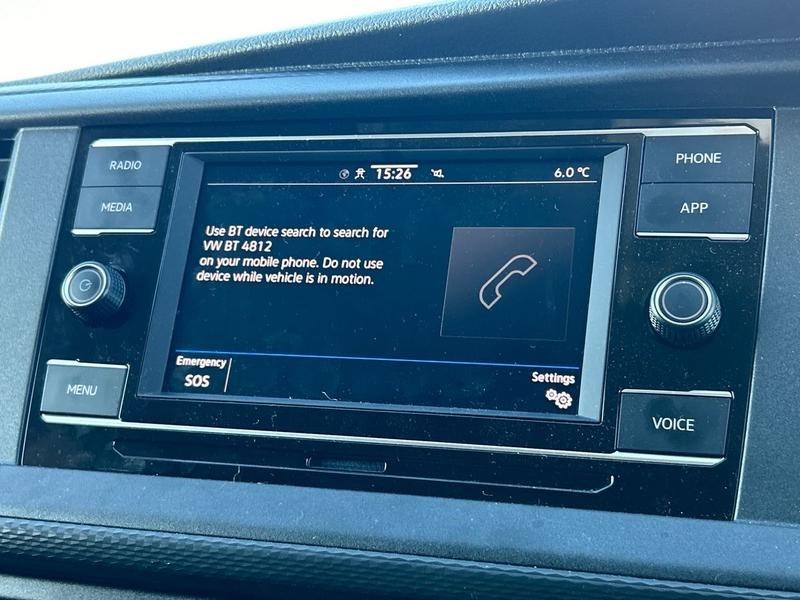 RADIO
MEDIA
MENU
15:26
6.0 °C
Use BT device search to search for
VW BT 4812
on your mobile phone. Do not use
device while vehicle is in motion.
Emergency
SOS
Settings
PHONE
APP
VOICE